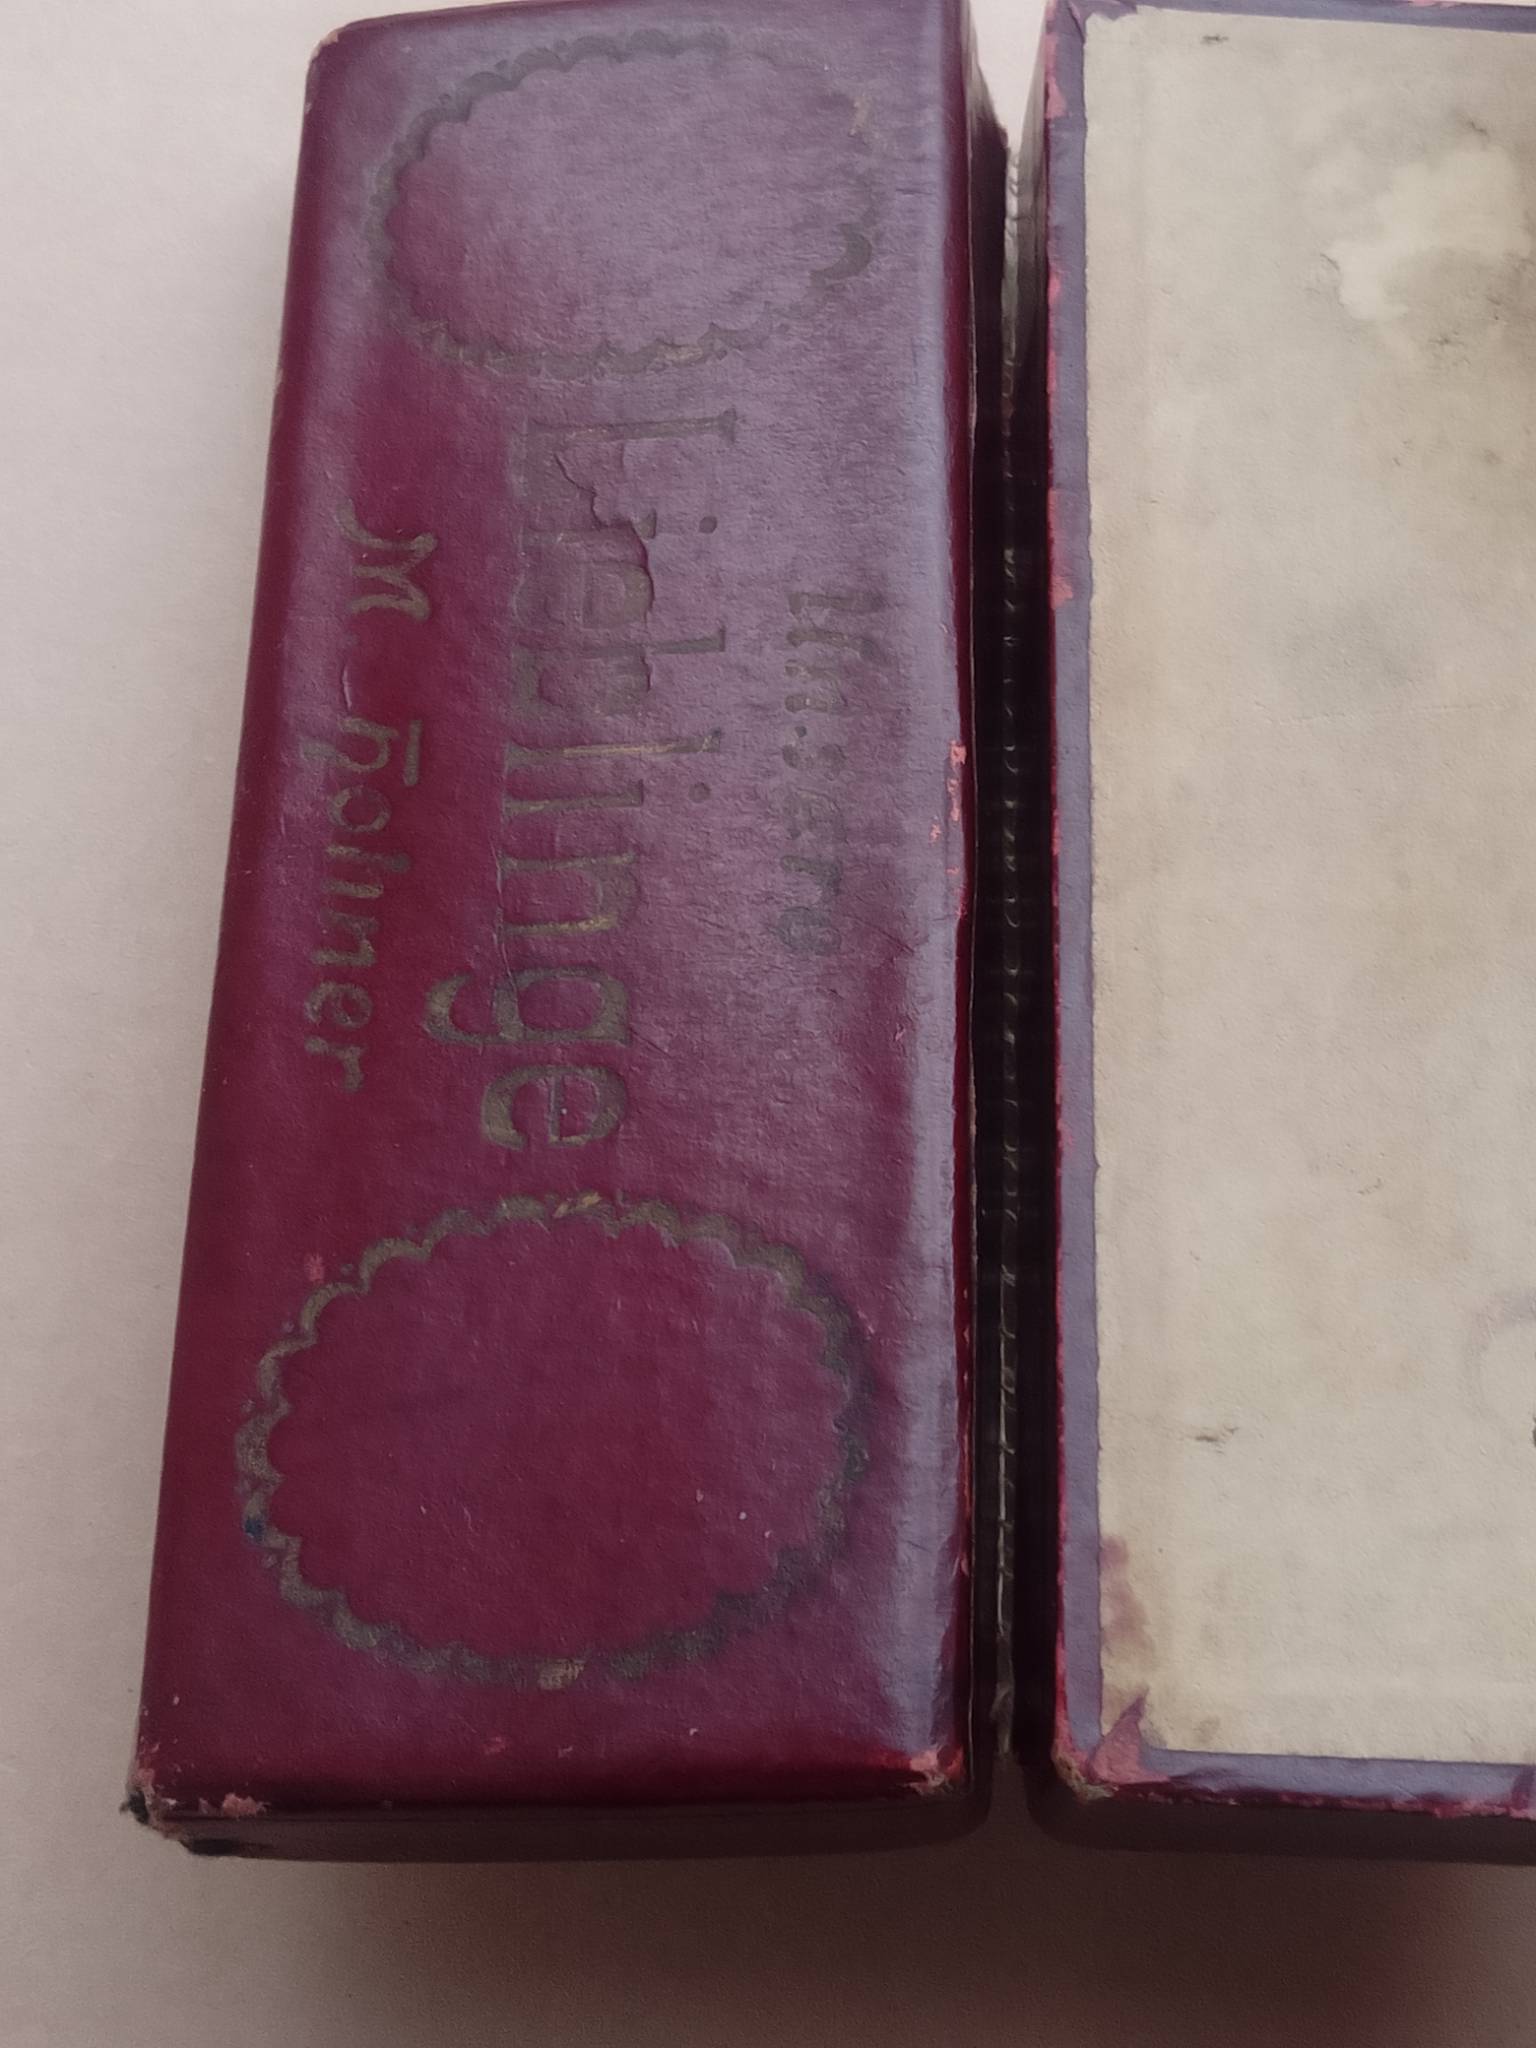 Unsere
Lieblinge
M. Hohner